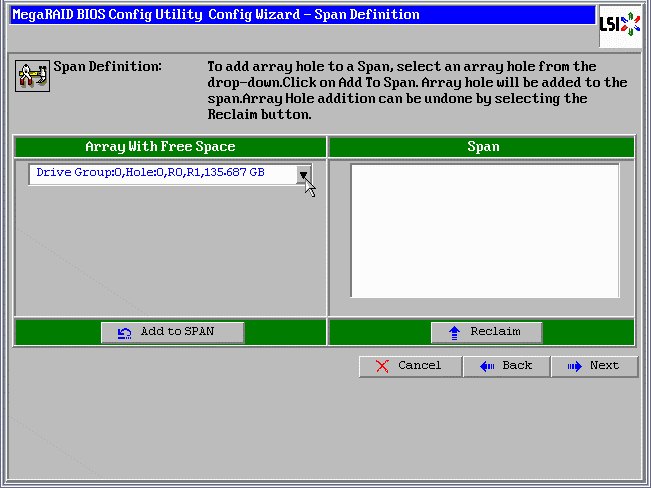 MegaRAID BIOS Config Utility Config Wizard - Span Definition
LSI
Span Definition:
To add array hole to a Span, select an array hole from the
drop-down.Click on Add To Span. Array hole will be added to the
span.Array Hole addition can be undone by selecting the
Reclaim button.
Array With Free Space
Span
Drive Group:0,Hole:0,R0,R1,135.687 GB
Add to SPAN
Reclaim
Cancel
Back
Next